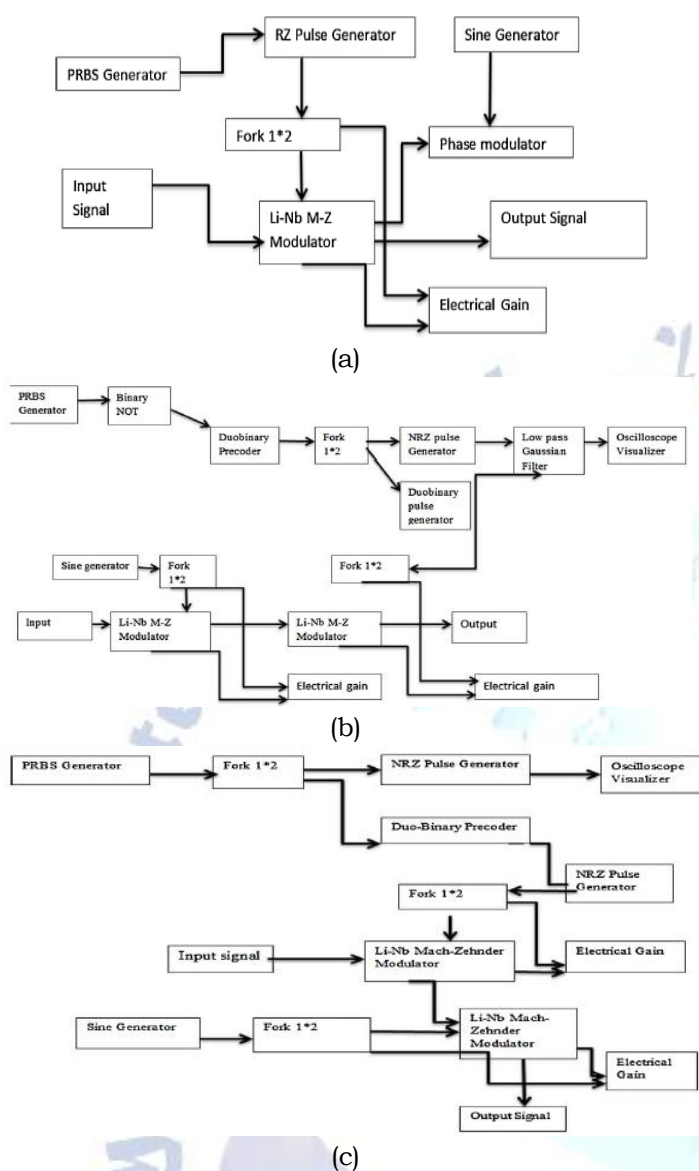 RZ Pulse Generator
Sine Generator
PRBS Generator
Fork 1*2
Phase modulator
Input
Signal
Li-Nb M-Z
Modulator
Output Signal
Electrical Gain
(a)
PRBS
Generator
Binary
NOT
Duobinary
Precoder
Fork
1*2
NRZ pulse
Generator
Low pass
Gaussian
Filter
Oscilloscope
Visualizer
Duobinary
pulse
generator
Sine generator
Fork
1*2
Fork 1*2
Input
Li-Nb M-Z
Modulator
Li-Nb M-Z
Modulator
Output
Electrical gain
Electrical gain
(b)
PRBS Generator
Fork 1*2
NRZ Pulse Generator
Oscilloscope
Visualizer
Duo-Binary Precoder
NRZ Pulse
Generator
Fork 1*2
Input signal
Li-Nb Mach-Zehnder
Modulator
Electrical Gain
Sine Generator
Fork 1*2
Li-Nb Mach-
Zehnder
Modulator
Electrical
Gain
Output Signal
(c)